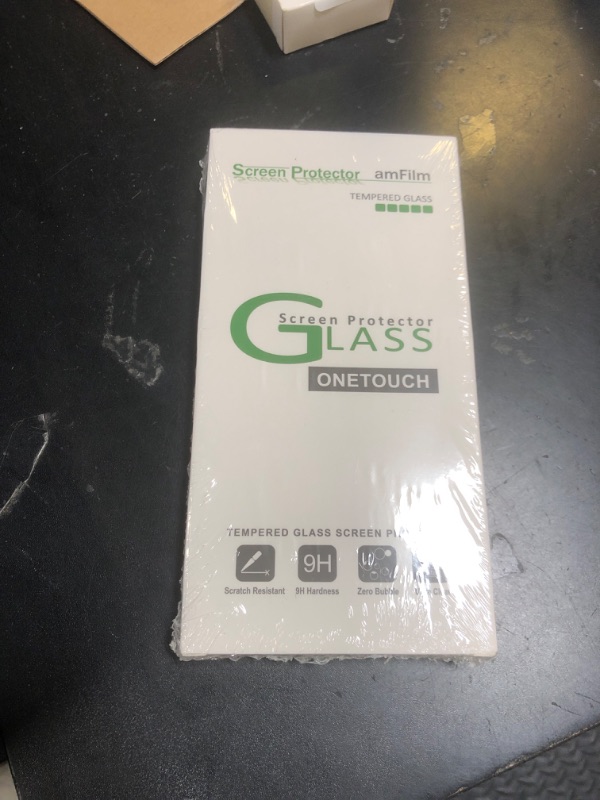 Screen Protector amFilm
TEMPERED GLASS
Screen Protector
GLASS
ONETOUCH
TEMPERED GLASS SCREEN
9H
Scratch Resistant 9H Hardness Zero Bubble